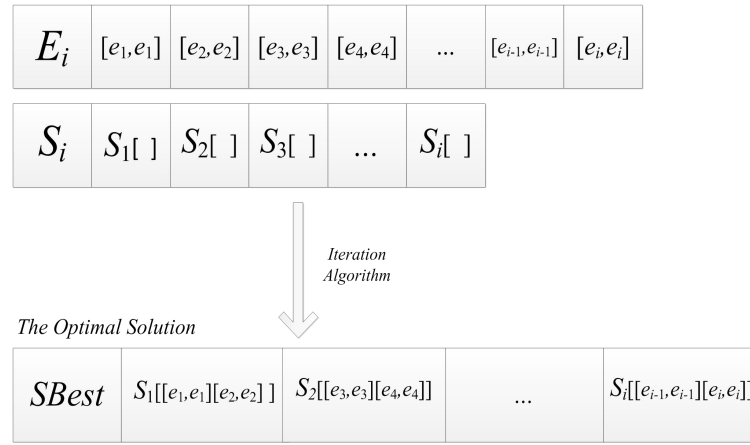 E_i [e_1,e_1] [e_2,e_2] [e_3,e_3] [e_4,e_4] ... [e_{i-1},e_{i-1}] [e_i,e_i]
S_i S_1[ ] S_2[ ] S_3[ ] ... S_i[ ]
Iteration
Algorithm
The Optimal Solution
SBest S_1[[e_1,e_1][e_2,e_2] ] S_2[[e_3,e_3][e_4,e_4]] ... S_i[[e_{i-1},e_{i-1}][e_i,e_i]]